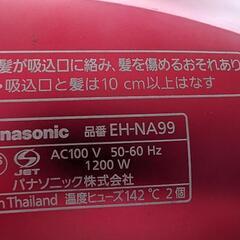 髪が吸込口に絡み、髪を傷めるおそれあり
・吸込口と髪は10 cm以上はなす
nasonic 品番 EH-NA99
S JET AC100 V 50-60 Hz
1200 W
パナソニック株式会社
n Thailand 温度ヒューズ142℃ 2個